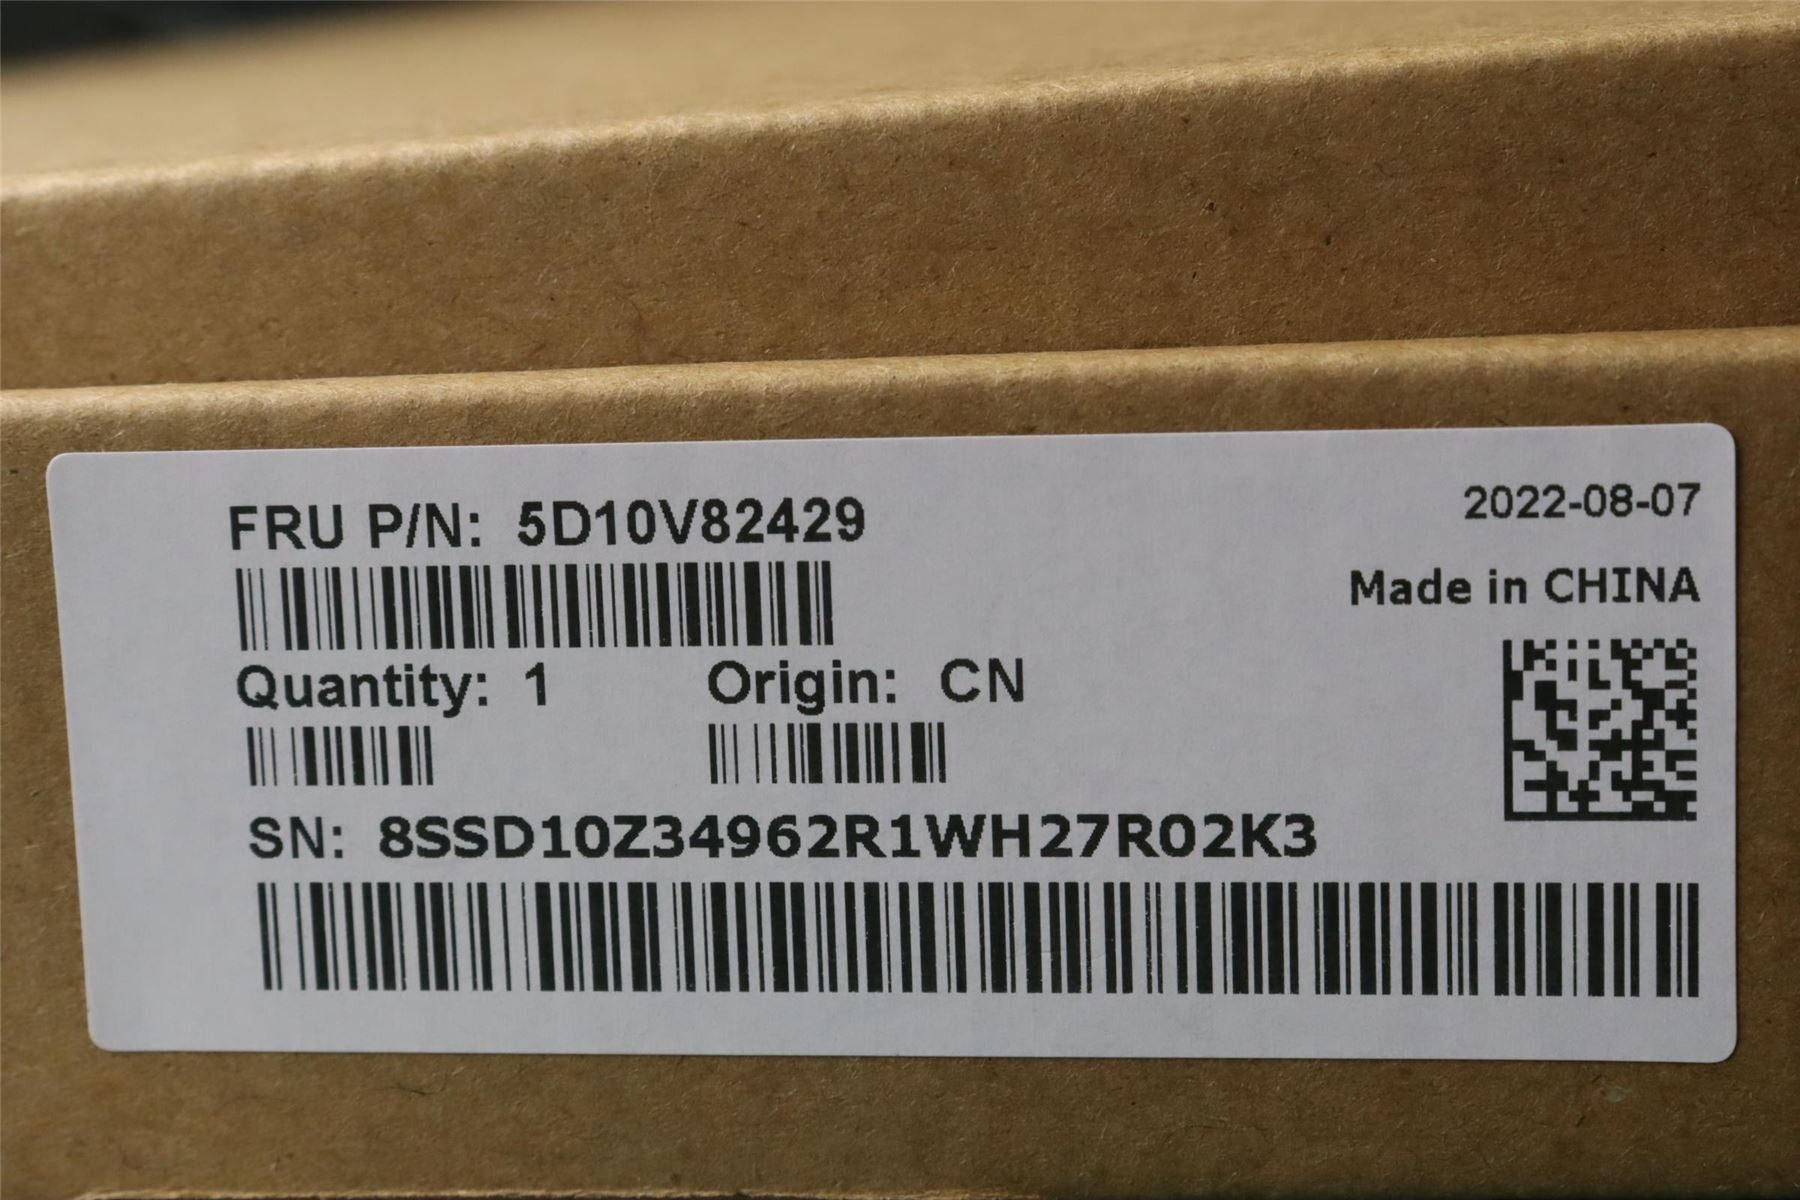 FRU P/N: 5D10V82429
2022-08-07
Made in CHINA
Quantity: 1
Origin: CN
SN: 8SSD10Z34962R1WH27R02K3